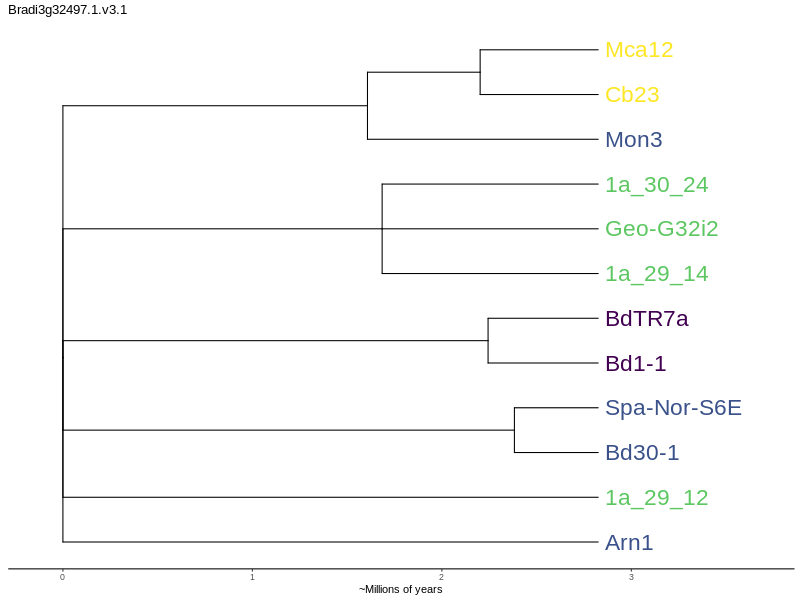 Bradi3g32497.1.v3.1
Mca12
Cb23
Mon3
1a_30_24
Geo-G32i2
1a_29_14
BdTR7a
Bd1-1
Spa-Nor-S6E
Bd30-1
1a_29_12
Arn1
0 1 2 3
~Millions of years